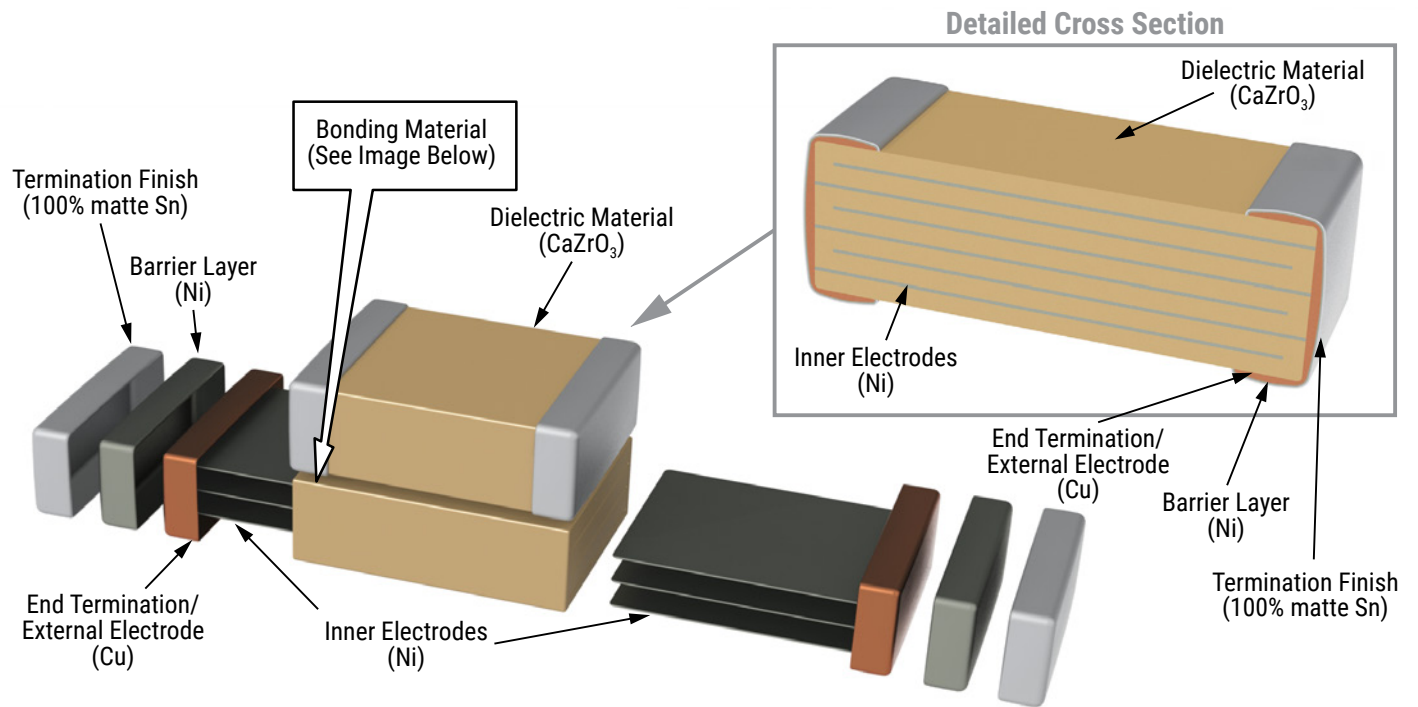 Detailed Cross Section
Dielectric Material
(CaZrO₃)
Bonding Material
(See Image Below)
Termination Finish
(100% matte Sn)
Dielectric Material
(CaZrO₃)
Barrier Layer
(Ni)
Inner Electrodes
(Ni)
End Termination/
External Electrode
(Cu)
Barrier Layer
(Ni)
Termination Finish
(100% matte Sn)
End Termination/
External Electrode
(Cu)
Inner Electrodes
(Ni)